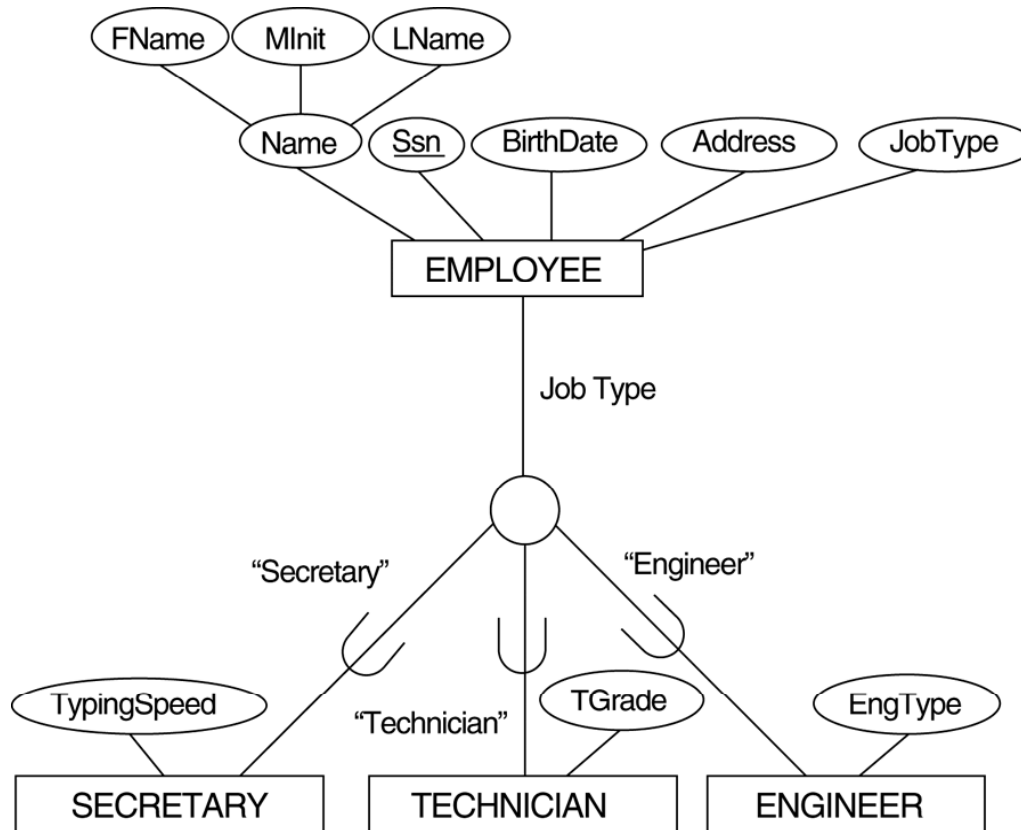 FName
MInit
LName
Name
Ssn
BirthDate
Address
JobType
EMPLOYEE
Job Type
“Secretary”
“Engineer”
“Technician”
TypingSpeed
TGrade
EngType
SECRETARY
TECHNICIAN
ENGINEER